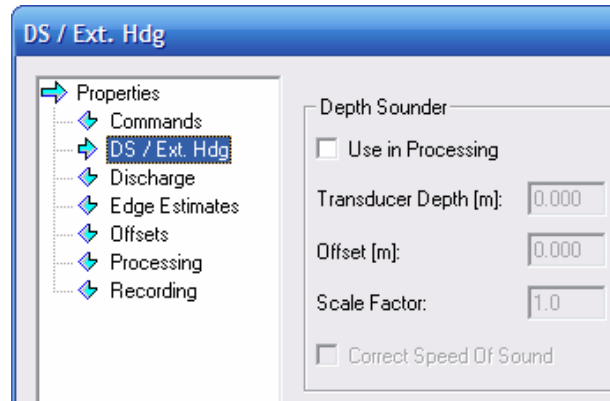 DS / Ext. Hdg
Properties
Commands
DS / Ext. Hdg
Discharge
Edge Estimates
Offsets
Processing
Recording
Depth Sounder
Use in Processing
Transducer Depth [m]: 0.000
Offset [m]: 0.000
Scale Factor: 1.0
Correct Speed Of Sound